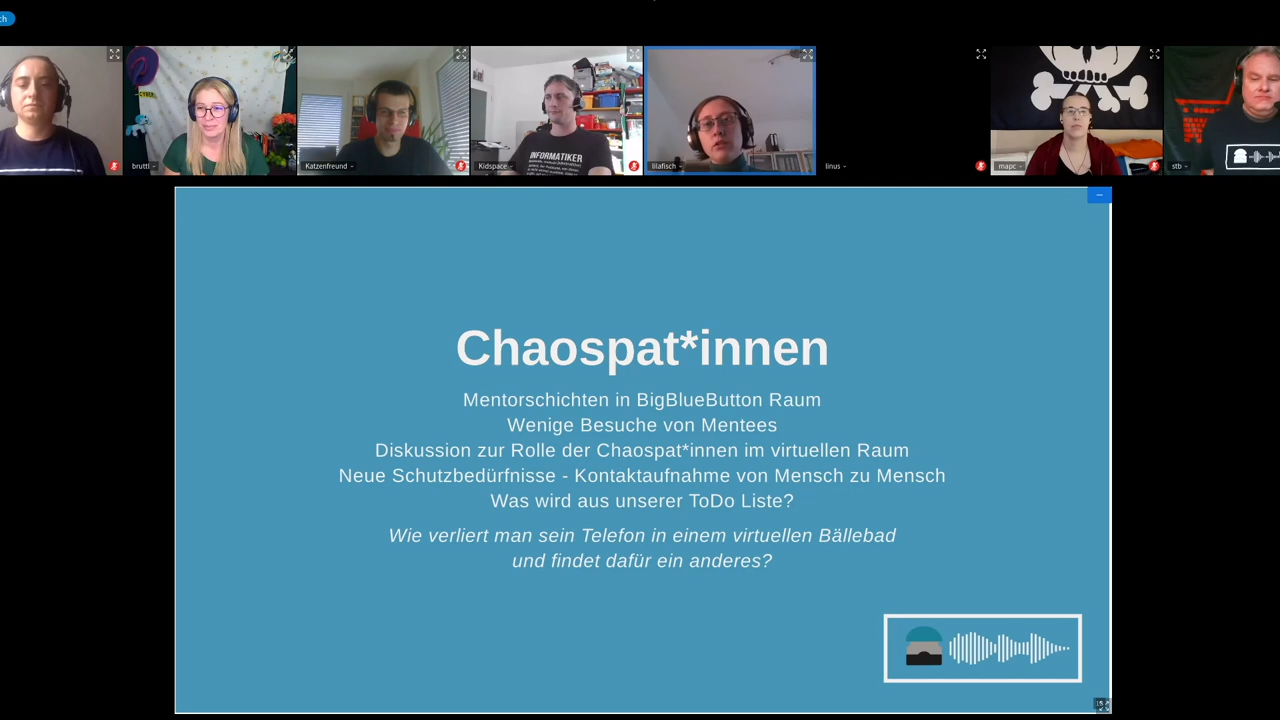 ch
CYBER
bruttl
Katzenfreund
Kidspace
INFORMATIKER
lilafisch
linus
mapc
stb
Chaospat*innen
Mentorschichten in BigBlueButton Raum
Wenige Besuche von Mentees
Diskussion zur Rolle der Chaospat*innen im virtuellen Raum
Neue Schutzbedürfnisse - Kontaktaufnahme von Mensch zu Mensch
Was wird aus unserer ToDo Liste?
Wie verliert man sein Telefon in einem virtuellen Bällebad
und findet dafür ein anderes?